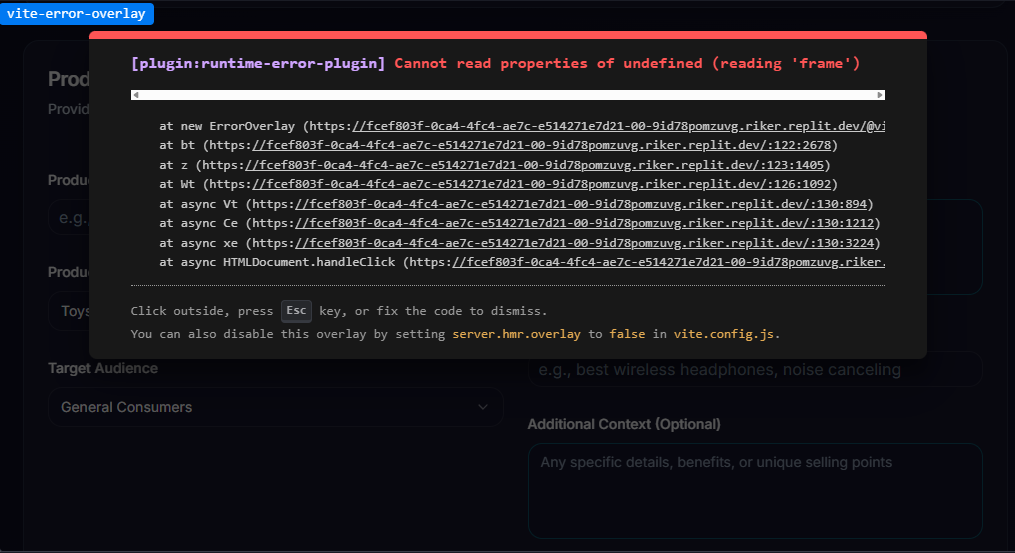 vite-error-overlay
[plugin:runtime-error-plugin] Cannot read properties of undefined (reading 'frame')
at new ErrorOverlay (https://fcef803f-0ca4-4fc4-ae7c-e514271e7d21-00-9id78pomzuvg.riker.replit.dev/@vi
at bt (https://fcef803f-0ca4-4fc4-ae7c-e514271e7d21-00-9id78pomzuvg.riker.replit.dev/:122:2678)
at z (https://fcef803f-0ca4-4fc4-ae7c-e514271e7d21-00-9id78pomzuvg.riker.replit.dev/:123:1405)
at Wt (https://fcef803f-0ca4-4fc4-ae7c-e514271e7d21-00-9id78pomzuvg.riker.replit.dev/:126:1092)
at async Vt (https://fcef803f-0ca4-4fc4-ae7c-e514271e7d21-00-9id78pomzuvg.riker.replit.dev/:130:894)
at async Ce (https://fcef803f-0ca4-4fc4-ae7c-e514271e7d21-00-9id78pomzuvg.riker.replit.dev/:130:1212)
at async xe (https://fcef803f-0ca4-4fc4-ae7c-e514271e7d21-00-9id78pomzuvg.riker.replit.dev/:130:3224)
at async HTMLDocument.handleClick (https://fcef803f-0ca4-4fc4-ae7c-e514271e7d21-00-9id78pomzuvg.riker.
Click outside, press Esc key, or fix the code to dismiss.
You can also disable this overlay by setting server.hmr.overlay to false in vite.config.js.
Prod
Provid
Produ
e.g.,
Produ
Toys
Target Audience
General Consumers
e.g., best wireless headphones, noise canceling
Additional Context (Optional)
Any specific details, benefits, or unique selling points